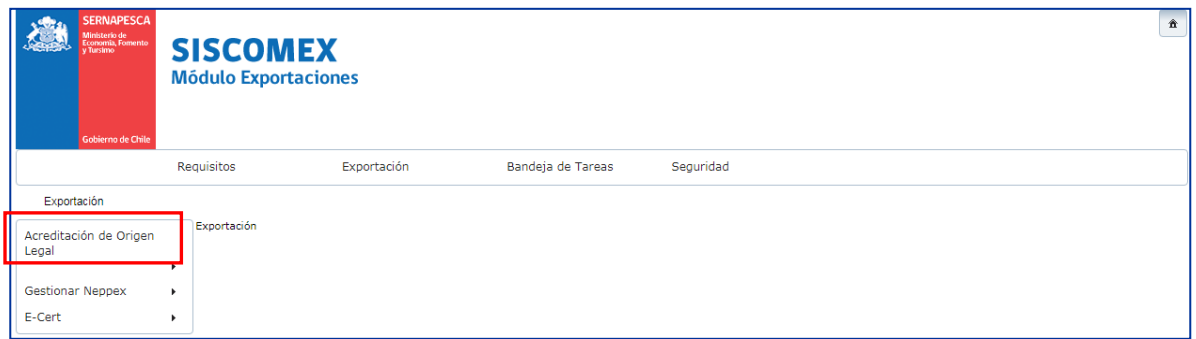 SERNAPESCA
Ministerio de
Economía, Fomento
y Turismo
Gobierno de Chile
SISCOMEX
Módulo Exportaciones
Requisitos Exportación Bandeja de Tareas Seguridad
Exportación
Exportación
Acreditación de Origen
Legal
Gestionar Neppex
E-Cert